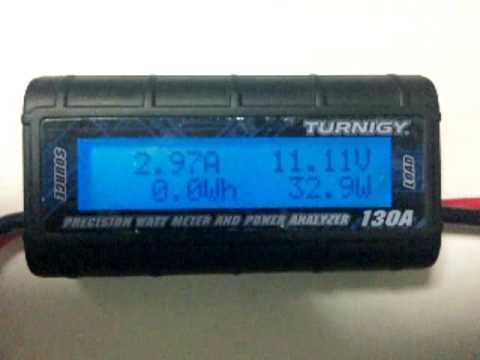 TURNIGY
SOURCE
2.97A 11.11V
0.0Wh 32.9W
LOAD
PRECISION WATT METER AND POWER ANALYZER 130A